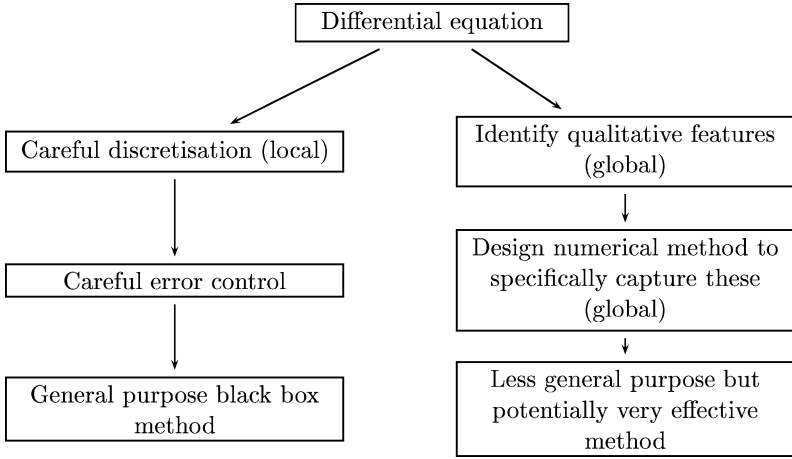 Differential equation
Careful discretisation (local)
Careful error control
General purpose black box
method
Identify qualitative features
(global)
Design numerical method to
specifically capture these
(global)
Less general purpose but
potentially very effective
method